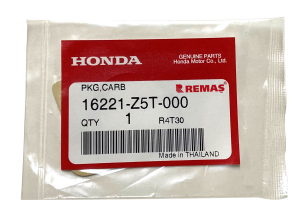 HONDA
GENUINE PARTS
Honda Motor Co., Ltd.
PKG,CARB
REMAS
16221-Z5T-000
QTY 1 R4T30
Made in THAILAND